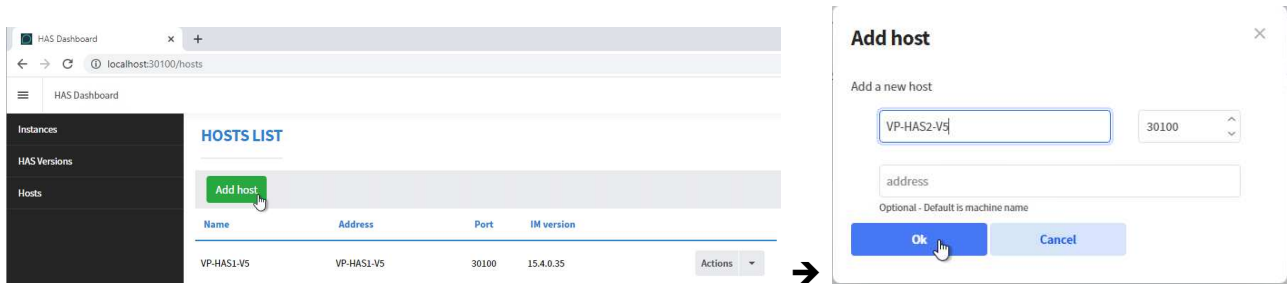 HAS Dashboard
localhost:30100/hosts
HAS Dashboard
Instances
HAS Versions
Hosts
HOSTS LIST
Add host
Name Address Port IM version
VP-HAS1-V5 VP-HAS1-V5 30100 15.4.0.35 Actions
Add host
Add a new host
VP-HAS2-V5 30100
address
Optional - Default is machine name
Ok Cancel